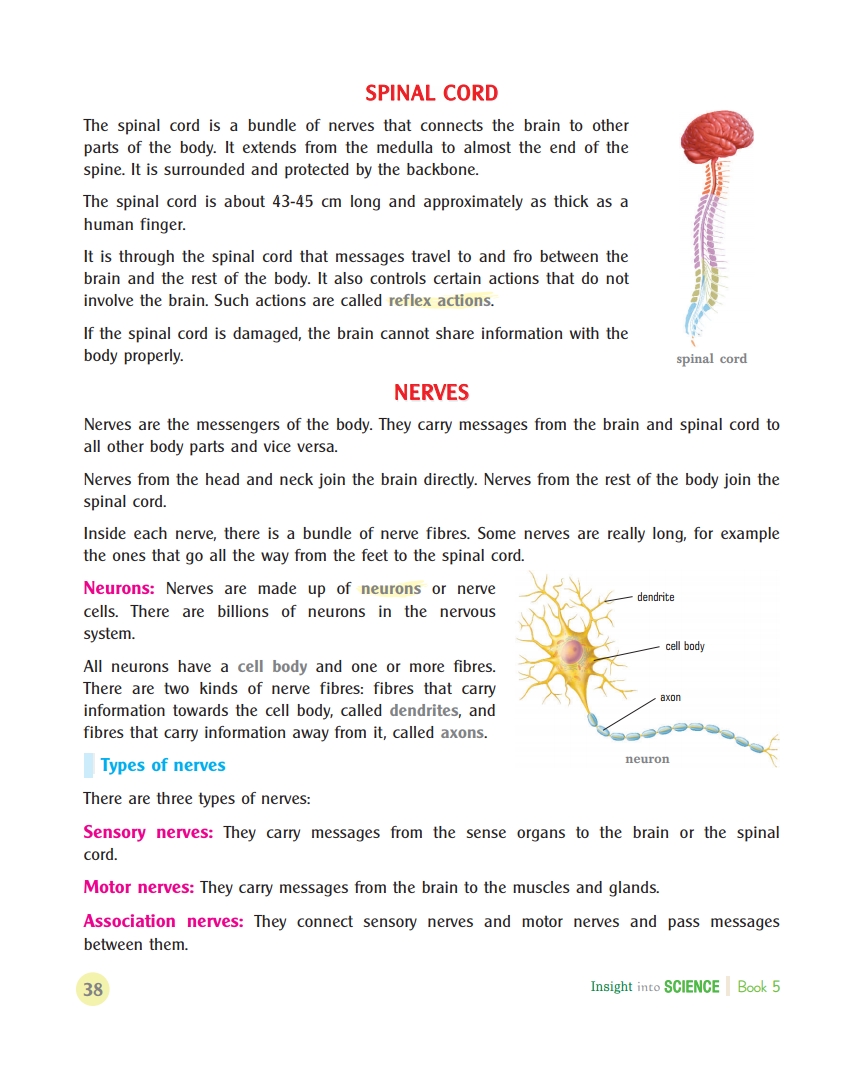 SPINAL CORD
The spinal cord is a bundle of nerves that connects the brain to other
parts of the body. It extends from the medulla to almost the end of the
spine. It is surrounded and protected by the backbone.
The spinal cord is about 43-45 cm long and approximately as thick as a
human finger.
It is through the spinal cord that messages travel to and fro between the
brain and the rest of the body. It also controls certain actions that do not
involve the brain. Such actions are called reflex actions.
If the spinal cord is damaged, the brain cannot share information with the
body properly.
spinal cord
NERVES
Nerves are the messengers of the body. They carry messages from the brain and spinal cord to
all other body parts and vice versa.
Nerves from the head and neck join the brain directly. Nerves from the rest of the body join the
spinal cord.
Inside each nerve, there is a bundle of nerve fibres. Some nerves are really long, for example
the ones that go all the way from the feet to the spinal cord.
Neurons: Nerves are made up of neurons or nerve
cells. There are billions of neurons in the nervous
system.
All neurons have a cell body and one or more fibres.
There are two kinds of nerve fibres: fibres that carry
information towards the cell body, called dendrites, and
fibres that carry information away from it, called axons.
dendrite
cell body
axon
neuron
Types of nerves
There are three types of nerves:
Sensory nerves: They carry messages from the sense organs to the brain or the spinal
cord.
Motor nerves: They carry messages from the brain to the muscles and glands.
Association nerves: They connect sensory nerves and motor nerves and pass messages
between them.
38
Insight into SCIENCE Book 5